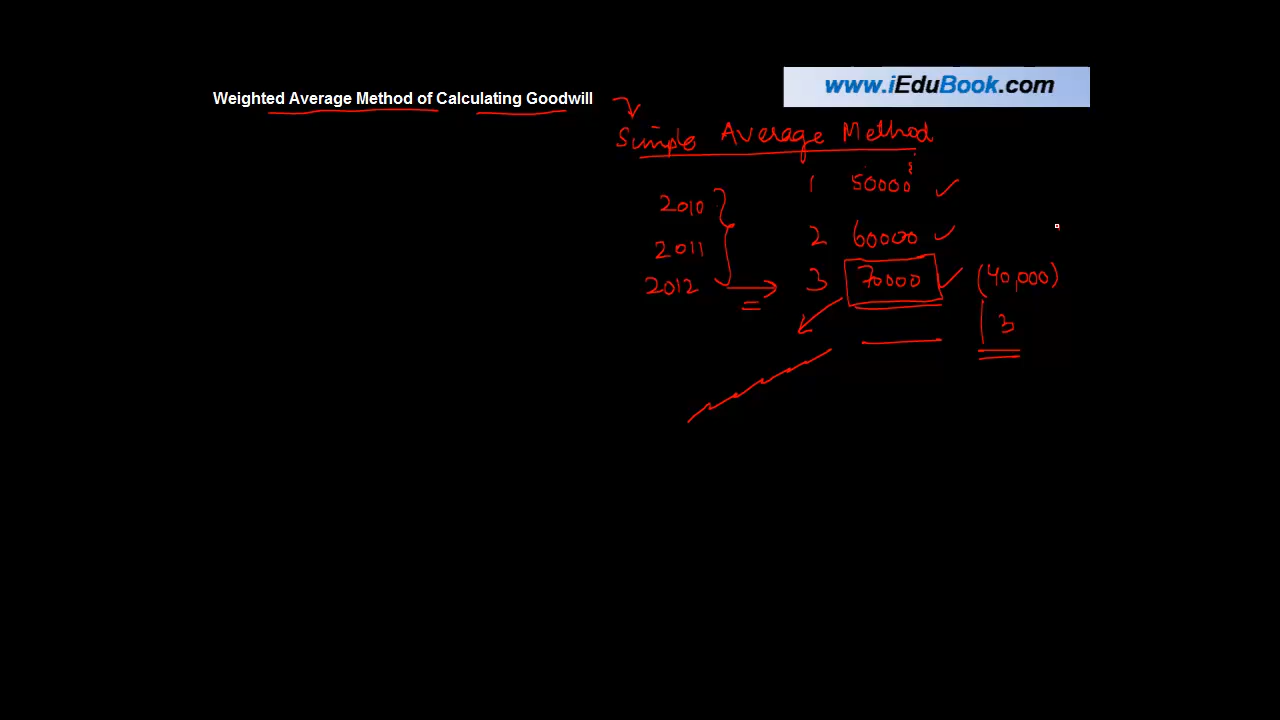 www.iEduBook.com
Weighted Average Method of Calculating Goodwill
Simple Average Method
1 50000
2010
2 60000
2011
3 70000 (40,000)
2012
=
3